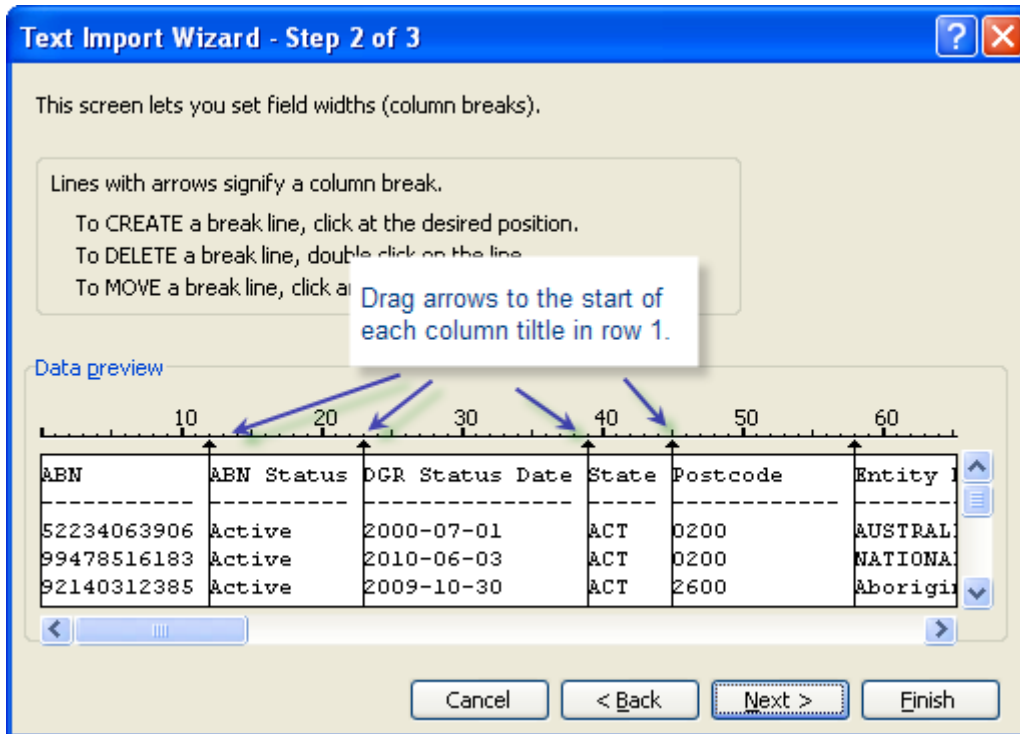 Text Import Wizard - Step 2 of 3
This screen lets you set field widths (column breaks).
Lines with arrows signify a column break.
To CREATE a break line, click at the desired position.
To DELETE a break line, double click on the line
To MOVE a break line, click
Drag arrows to the start of
each column tiltle in row 1.
Data preview
10 20 30 40 50 60
ABN ABN Status DGR Status Date State Postcode Entity
----------- ---------- --------------- ----- ------------ -------
52234063906 Active 2000-07-01 ACT 0200 AUSTRALI
99478516183 Active 2010-06-03 ACT 0200 NATIONA
92140312385 Active 2009-10-30 ACT 2600 Aborigi
Cancel < Back Next > Finish